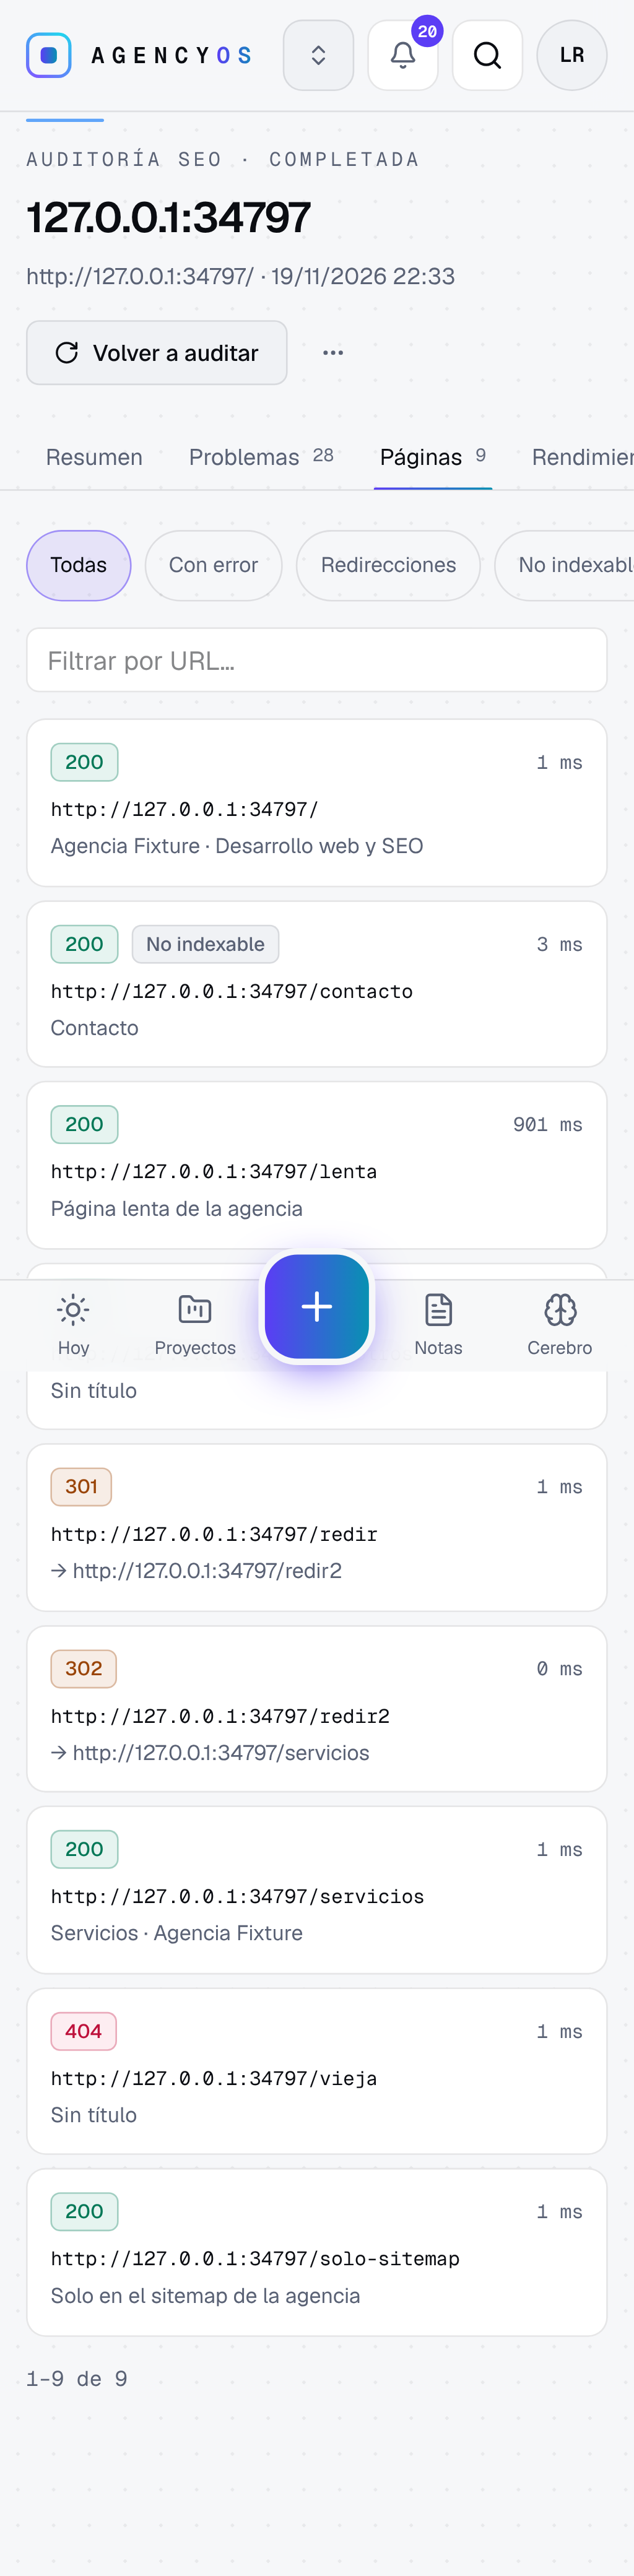 AGENCYOS
20
LR
AUDITORÍA SEO · COMPLETADA
127.0.0.1:34797
http://127.0.0.1:34797/ · 19/11/2026 22:33
Volver a auditar
Resumen
Problemas 28
Páginas 9
Rendimier
Todas
Con error
Redirecciones
No indexabl
Filtrar por URL...
200
1 ms
http://127.0.0.1:34797/
Agencia Fixture · Desarrollo web y SEO
200
No indexable
3 ms
http://127.0.0.1:34797/contacto
Contacto
200
901 ms
http://127.0.0.1:34797/lenta
Página lenta de la agencia
Hoy
Proyectos
Notas
Cerebro
Sin título
301
1 ms
http://127.0.0.1:34797/redir
→ http://127.0.0.1:34797/redir2
302
0 ms
http://127.0.0.1:34797/redir2
→ http://127.0.0.1:34797/servicios
200
1 ms
http://127.0.0.1:34797/servicios
Servicios · Agencia Fixture
404
1 ms
http://127.0.0.1:34797/vieja
Sin título
200
1 ms
http://127.0.0.1:34797/solo-sitemap
Solo en el sitemap de la agencia
1–9 de 9